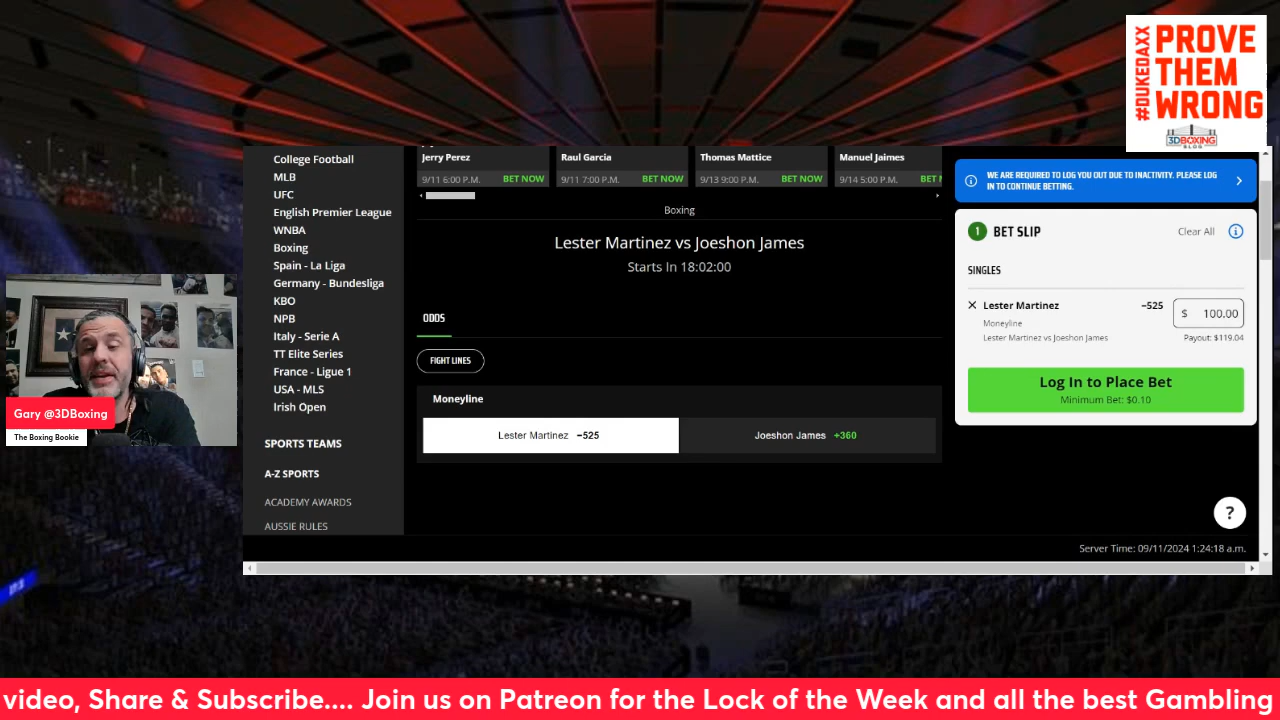 #DUKEDAXX
PROVE
THEM
WRONG
3DBOXING
BLOG
College Football
MLB
UFC
English Premier League
WNBA
Boxing
Spain - La Liga
Germany - Bundesliga
KBO
NPB
Italy - Serie A
TT Elite Series
France - Ligue 1
USA - MLS
Irish Open
SPORTS TEAMS
A-Z SPORTS
ACADEMY AWARDS
AUSSIE RULES
Jerry Perez
9/11 6:00 P.M. BET NOW
Raul Garcia
9/11 7:00 P.M. BET NOW
Thomas Mattice
9/13 9:00 P.M. BET NOW
Manuel Jaimes
9/14 5:00 P.M. BET N
Boxing
Lester Martinez vs Joeshon James
Starts In 18:02:00
ODDS
FIGHT LINES
Moneyline
Lester Martinez −525
Joeshon James +360
WE ARE REQUIRED TO LOG YOU OUT DUE TO INACTIVITY. PLEASE LOG
IN TO CONTINUE BETTING.
1 BET SLIP Clear All
SINGLES
Lester Martinez −525 $ 100.00
Moneyline
Lester Martinez vs Joeshon James Payout: $119.04
Log In to Place Bet
Minimum Bet: $0.10
?
Server Time: 09/11/2024 1:24:18 a.m.
Gary @3DBoxing
The Boxing Bookie
video, Share & Subscribe.... Join us on Patreon for the Lock of the Week and all the best Gambling